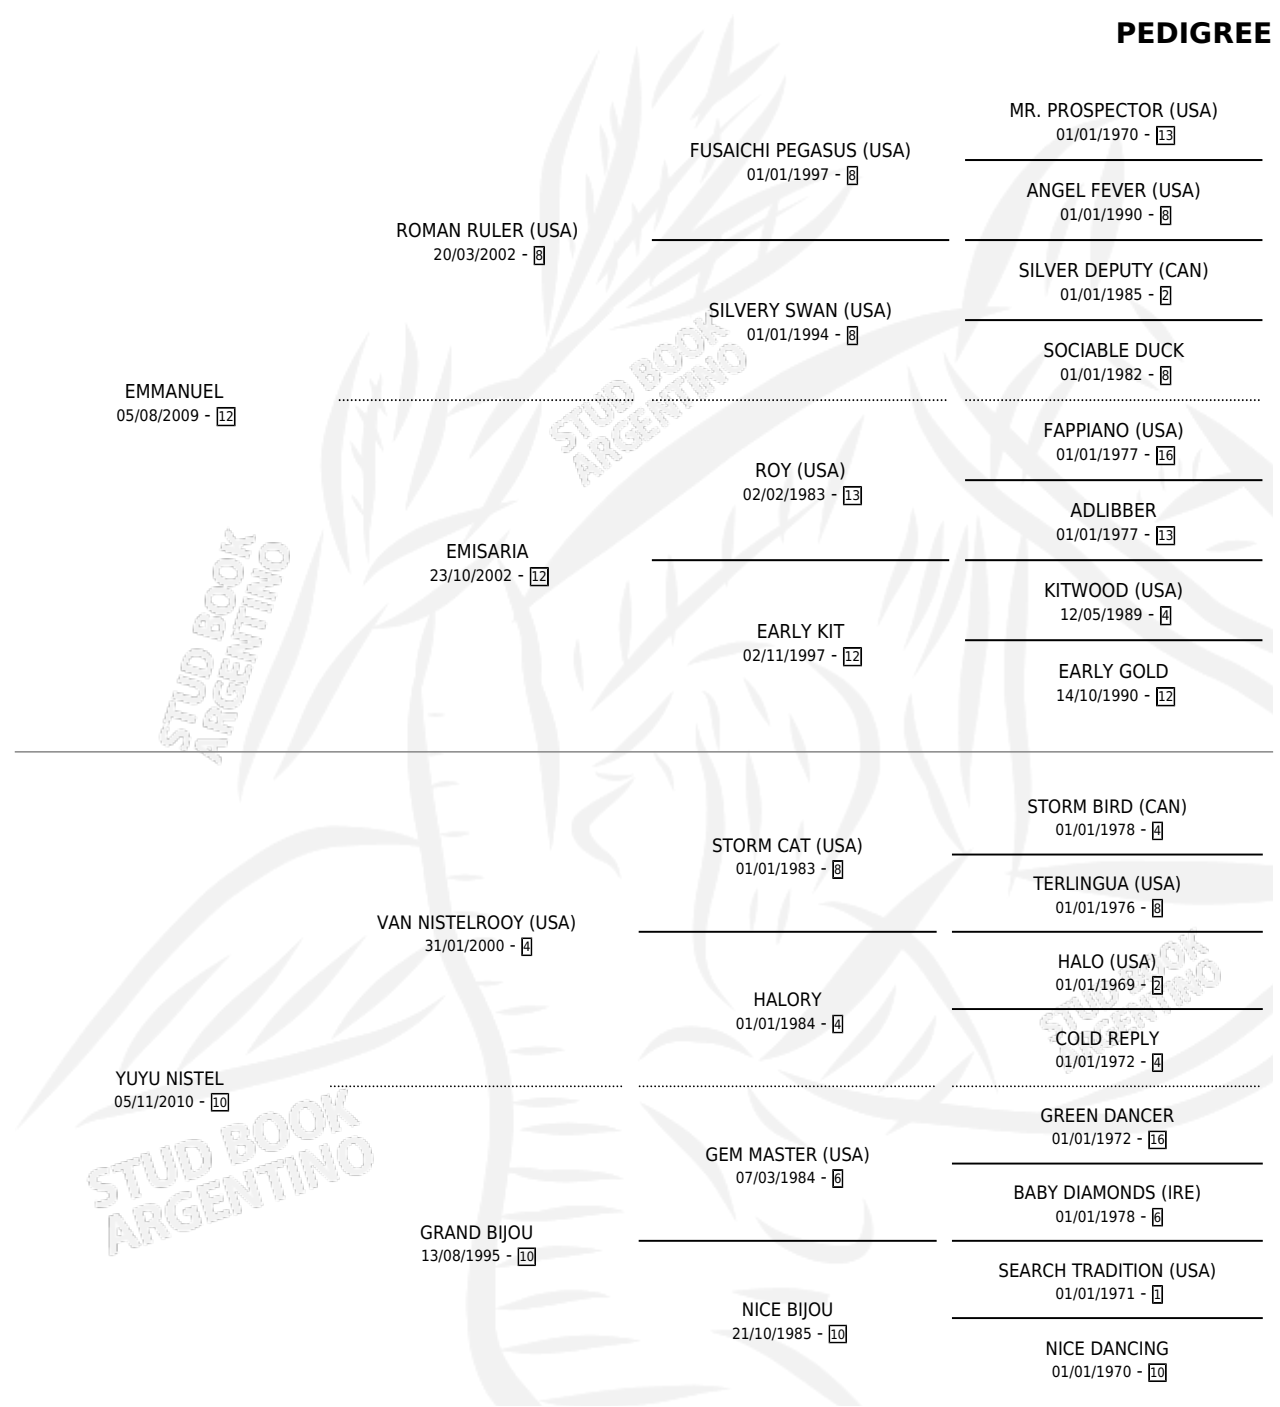 PEDIGREE
MR. PROSPECTOR (USA)
01/01/1970 - 13
FUSAICHI PEGASUS (USA)
01/01/1997 - 8
ANGEL FEVER (USA)
01/01/1990 - 8
ROMAN RULER (USA)
20/03/2002 - 8
SILVER DEPUTY (CAN)
01/01/1985 - 2
SILVERY SWAN (USA)
01/01/1994 - 8
SOCIABLE DUCK
01/01/1982 - 8
EMMANUEL
05/08/2009 - 12
STUD BOOK
ARGENTINO
FAPPIANO (USA)
01/01/1977 - 16
ROY (USA)
02/02/1983 - 13
ADLIBBER
01/01/1977 - 13
EMISARIA
23/10/2002 - 12
KITWOOD (USA)
12/05/1989 - 4
EARLY KIT
02/11/1997 - 12
EARLY GOLD
14/10/1990 - 12
STUD BOOK
ARGENTINO
STORM BIRD (CAN)
01/01/1978 - 4
STORM CAT (USA)
01/01/1983 - 8
TERLINGUA (USA)
01/01/1976 - 8
VAN NISTELROOY (USA)
31/01/2000 - 4
HALO (USA)
01/01/1969 - 2
HALORY
01/01/1984 - 4
COLD REPLY
01/01/1972 - 4
STUD BOOK
ARGENTINO
YUYU NISTEL
05/11/2010 - 10
GREEN DANCER
01/01/1972 - 16
GEM MASTER (USA)
07/03/1984 - 6
BABY DIAMONDS (IRE)
01/01/1978 - 6
STUD BOOK
ARGENTINO
GRAND BIJOU
13/08/1995 - 10
SEARCH TRADITION (USA)
01/01/1971 - 1
NICE BIJOU
21/10/1985 - 10
NICE DANCING
01/01/1970 - 10